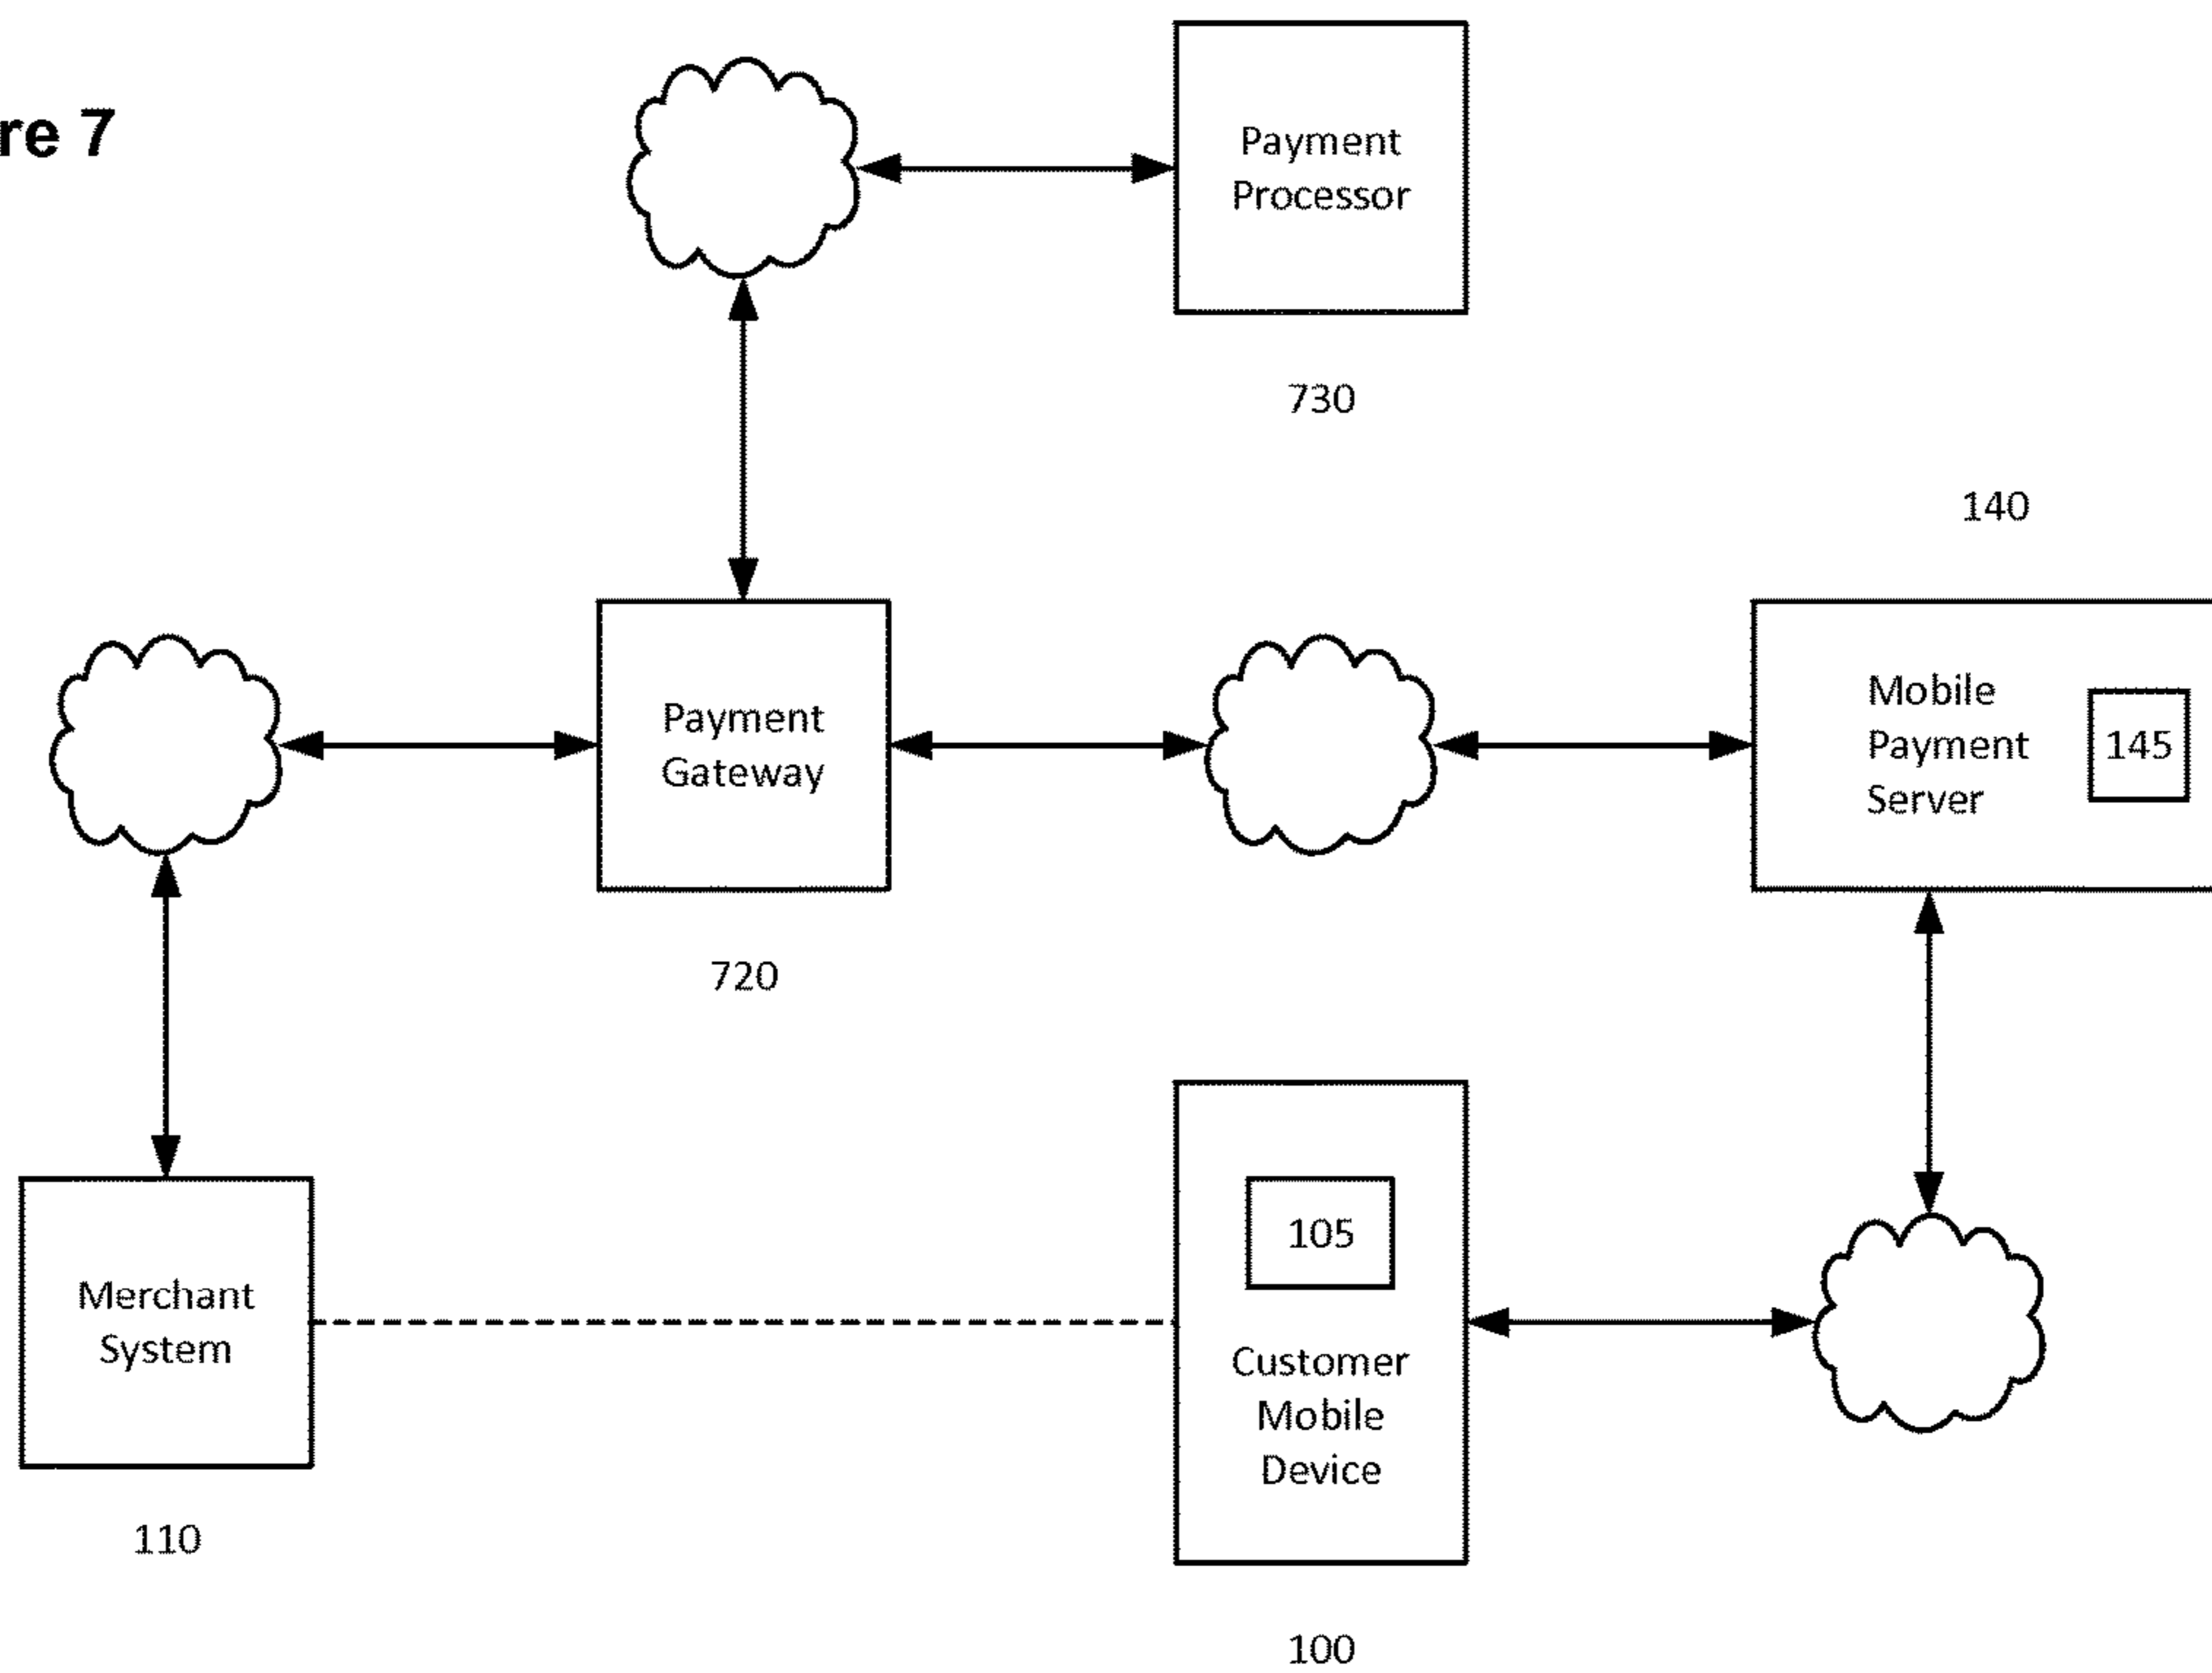 re 7
Payment
Processor
730
140
Payment
Gateway
720
Mobile
Payment
Server
145
105
Merchant
System
110
Customer
Mobile
Device
100